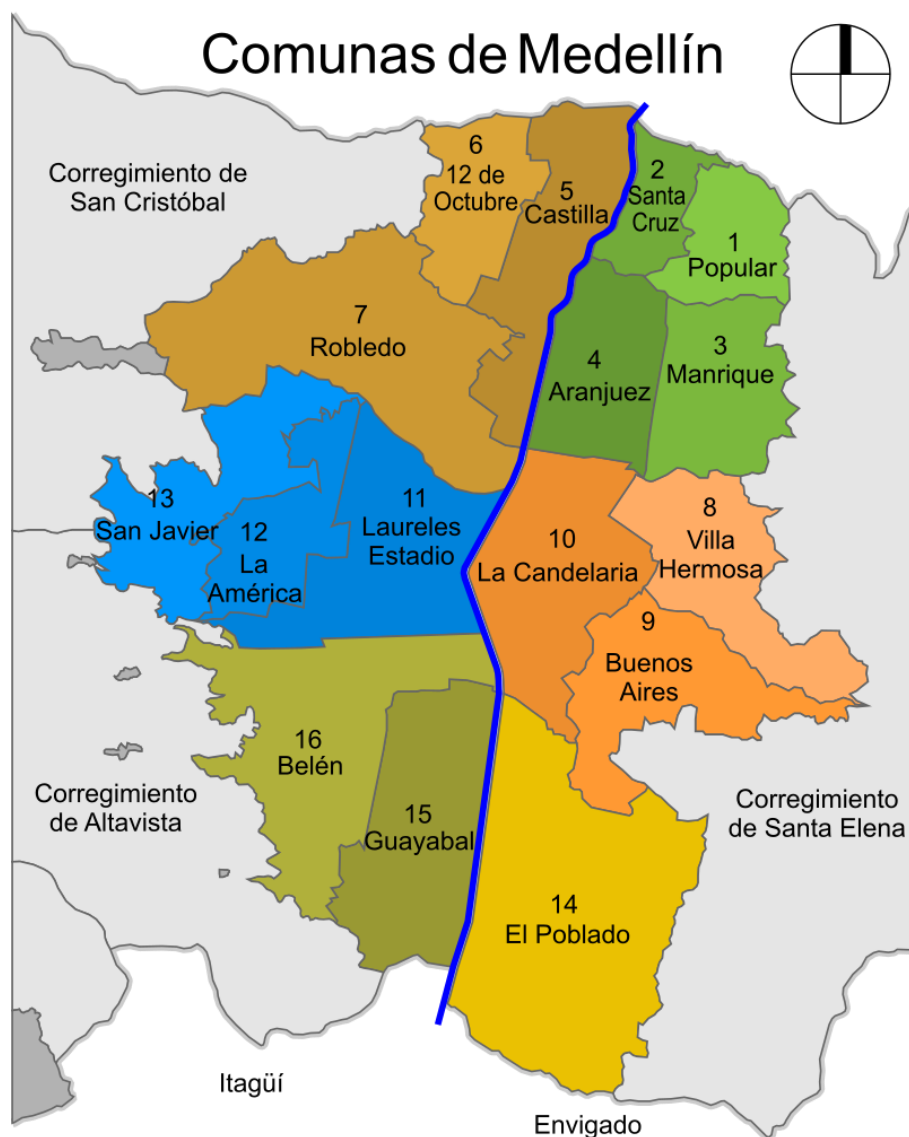 Comunas de Medellín
Corregimiento de
San Cristóbal
6
12 de
Octubre
5
Castilla
2
Santa
Cruz
1
Popular
7
Robledo
4
Aranjuez
3
Manrique
13
San Javier
12
La
América
11
Laureles
Estadio
10
La Candelaria
8
Villa
Hermosa
9
Buenos
Aires
16
Belén
15
Guayabal
14
El Poblado
Corregimiento
de Altavista
Corregimiento
de Santa Elena
Itagüí
Envigado